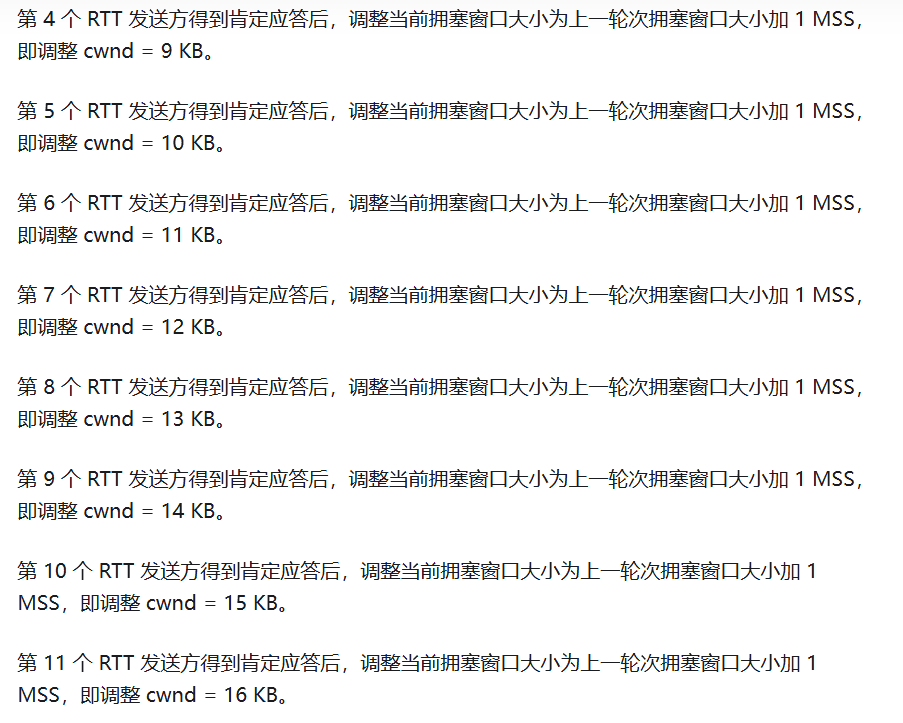 第 4 个 RTT 发送方得到肯定应答后，调整当前拥塞窗口大小为上一轮次拥塞窗口大小加 1 MSS，
即调整 cwnd = 9 KB。
第 5 个 RTT 发送方得到肯定应答后，调整当前拥塞窗口大小为上一轮次拥塞窗口大小加 1 MSS，
即调整 cwnd = 10 KB。
第 6 个 RTT 发送方得到肯定应答后，调整当前拥塞窗口大小为上一轮次拥塞窗口大小加 1 MSS，
即调整 cwnd = 11 KB。
第 7 个 RTT 发送方得到肯定应答后，调整当前拥塞窗口大小为上一轮次拥塞窗口大小加 1 MSS，
即调整 cwnd = 12 KB。
第 8 个 RTT 发送方得到肯定应答后，调整当前拥塞窗口大小为上一轮次拥塞窗口大小加 1 MSS，
即调整 cwnd = 13 KB。
第 9 个 RTT 发送方得到肯定应答后，调整当前拥塞窗口大小为上一轮次拥塞窗口大小加 1 MSS，
即调整 cwnd = 14 KB。
第 10 个 RTT 发送方得到肯定应答后，调整当前拥塞窗口大小为上一轮次拥塞窗口大小加 1
MSS，即调整 cwnd = 15 KB。
第 11 个 RTT 发送方得到肯定应答后，调整当前拥塞窗口大小为上一轮次拥塞窗口大小加 1
MSS，即调整 cwnd = 16 KB。